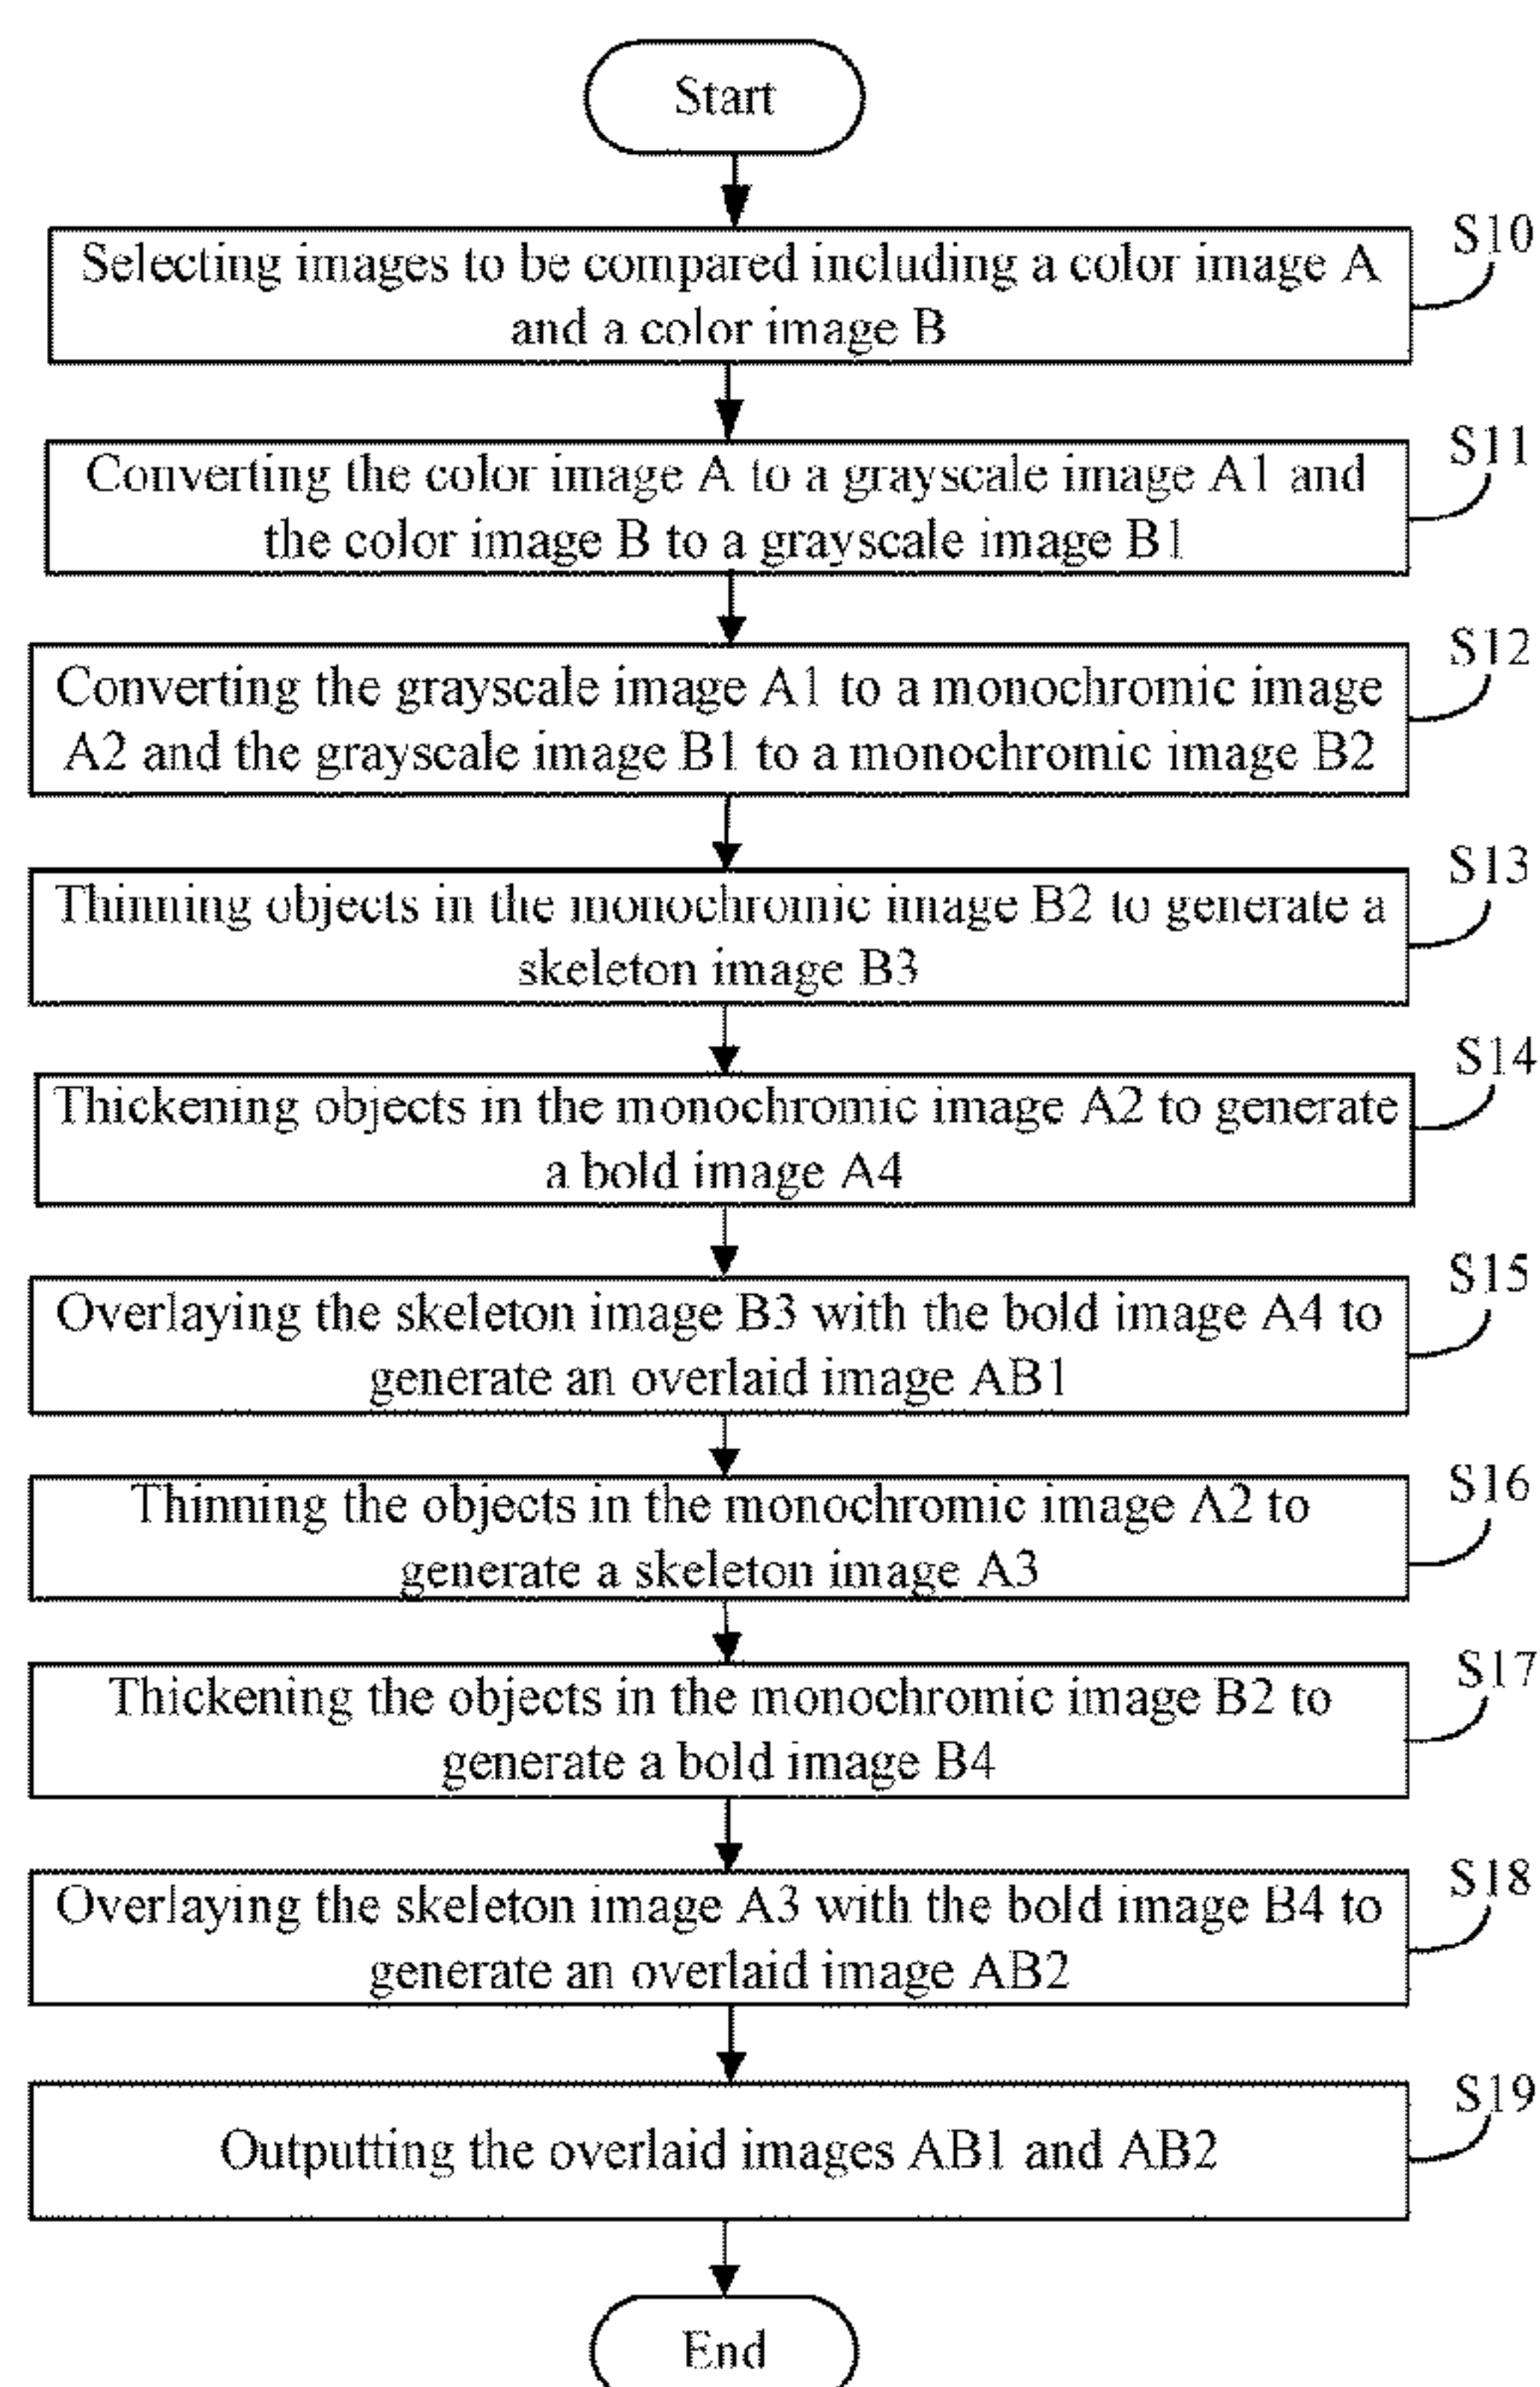 Start
S10
Selecting images to be compared including a color image A
and a color image B
S11
Converting the color image A to a grayscale image A1 and
the color image B to a grayscale image B1
S12
Converting the grayscale image A1 to a monochromic image
A2 and the grayscale image B1 to a monochromic image B2
S13
Thinning objects in the monochromic image B2 to generate a
skeleton image B3
S14
Thickening objects in the monochromic image A2 to generate
a bold image A4
S15
Overlaying the skeleton image B3 with the bold image A4 to
generate an overlaid image AB1
S16
Thinning the objects in the monochromic image A2 to
generate a skeleton image A3
S17
Thickening the objects in the monochromic image B2 to
generate a bold image B4
S18
Overlaying the skeleton image A3 with the bold image B4 to
generate an overlaid image AB2
S19
Outputting the overlaid images AB1 and AB2
End